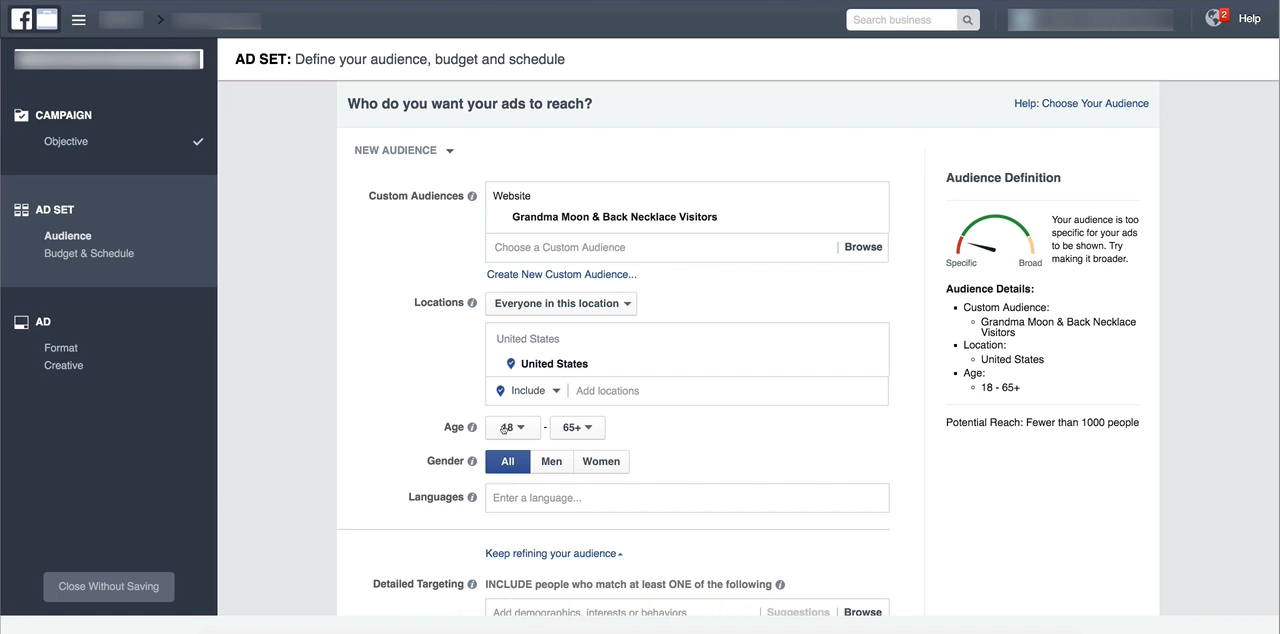 Search business
2
Help
AD SET: Define your audience, budget and schedule
CAMPAIGN
Objective
AD SET
Audience
Budget & Schedule
AD
Format
Creative
Close Without Saving
Who do you want your ads to reach?
Help: Choose Your Audience
NEW AUDIENCE
Custom Audiences
Website
Grandma Moon & Back Necklace Visitors
Choose a Custom Audience
Browse
Create New Custom Audience...
Locations
Everyone in this location
United States
United States
Include
Add locations
Age
18 - 65+
Gender
All Men Women
Languages
Enter a language...
Keep refining your audience
Detailed Targeting
INCLUDE people who match at least ONE of the following
Add demographics, interests or behaviors
Suggestions
Browse
Audience Definition
Specific
Broad
Your audience is too
specific for your ads
to be shown. Try
making it broader.
Audience Details:
Custom Audience:
Grandma Moon & Back Necklace
Visitors
Location:
United States
Age:
18 - 65+
Potential Reach: Fewer than 1000 people